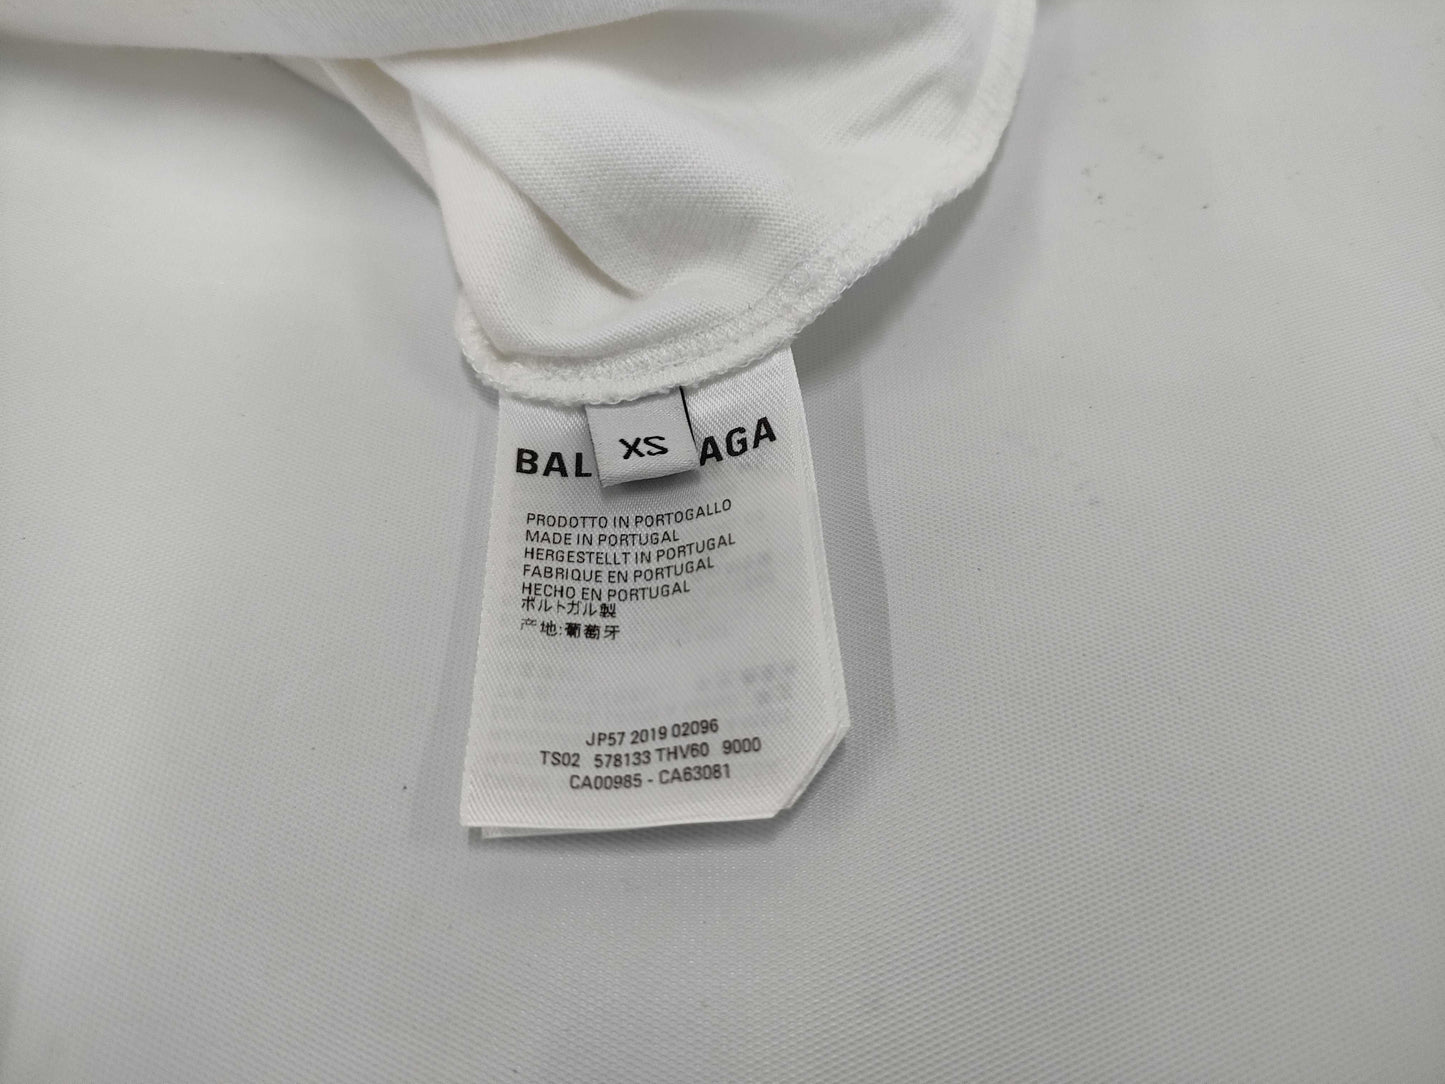 XS
BAL AGA
PRODOTTO IN PORTOGALLO
MADE IN PORTUGAL
HERGESTELLT IN PORTUGAL
FABRIQUE EN PORTUGAL
HECHO EN PORTUGAL
ポルトガル製
产地:葡萄牙
JP57 2019 02096
TS02 578133 THV60 9000
CA00985 - CA63081